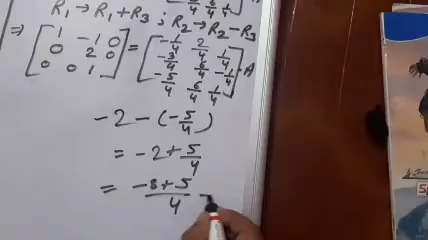 R₁ → R₁ + R₃ ; R₂ → R₂ - R₃
⇒ [1 -1 0 = [-1/4 2/4 1/4
0 2 0 -3/4 6/4 -1/4
0 0 1] -5/4 6/4 1/4] A
-2 - (-5/4)
= -2 + 5/4
= (-8 + 5)/4 =